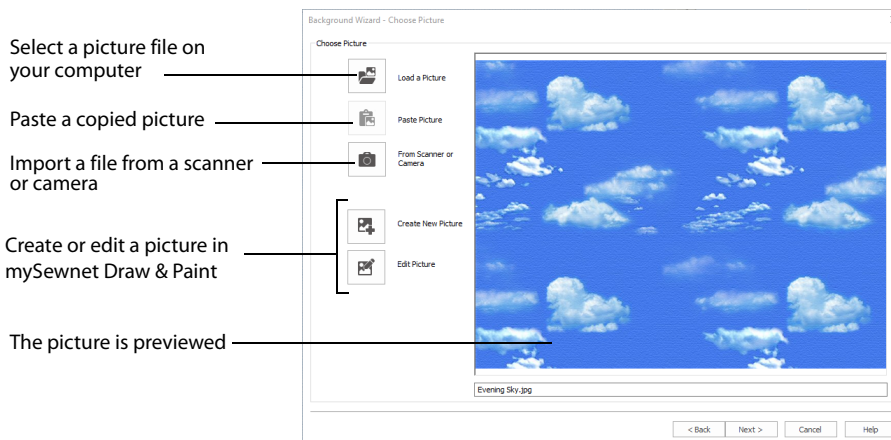 Background Wizard - Choose Picture
Choose Picture
Select a picture file on
your computer
Load a Picture
Paste a copied picture
Paste Picture
Import a file from a scanner
or camera
From Scanner or
Camera
Create New Picture
Create or edit a picture in
mySewnet Draw & Paint
Edit Picture
The picture is previewed
Evening Sky.jpg
< Back
Next >
Cancel
Help